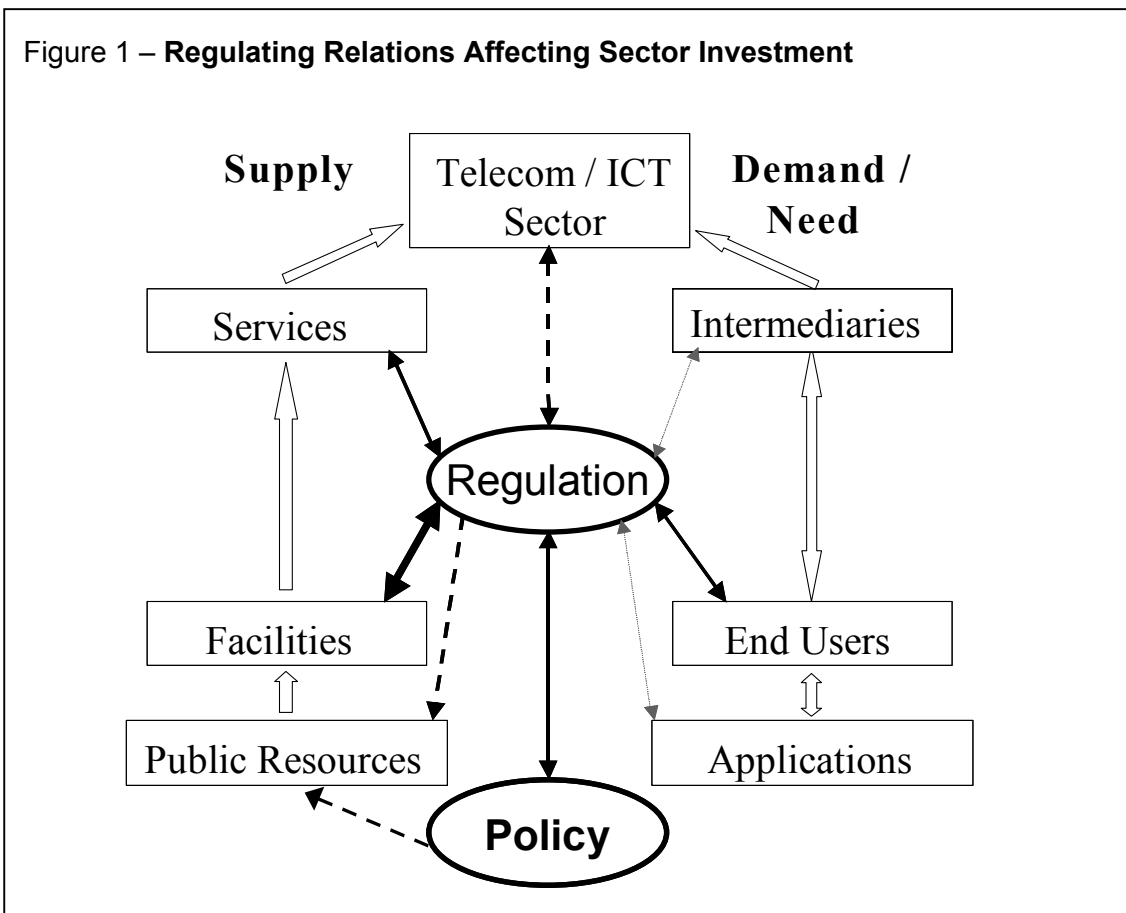 Figure 1 – Regulating Relations Affecting Sector Investment
Supply
Telecom / ICT
Sector
Demand /
Need
Services
Intermediaries
Regulation
Facilities
End Users
Public Resources
Applications
Policy